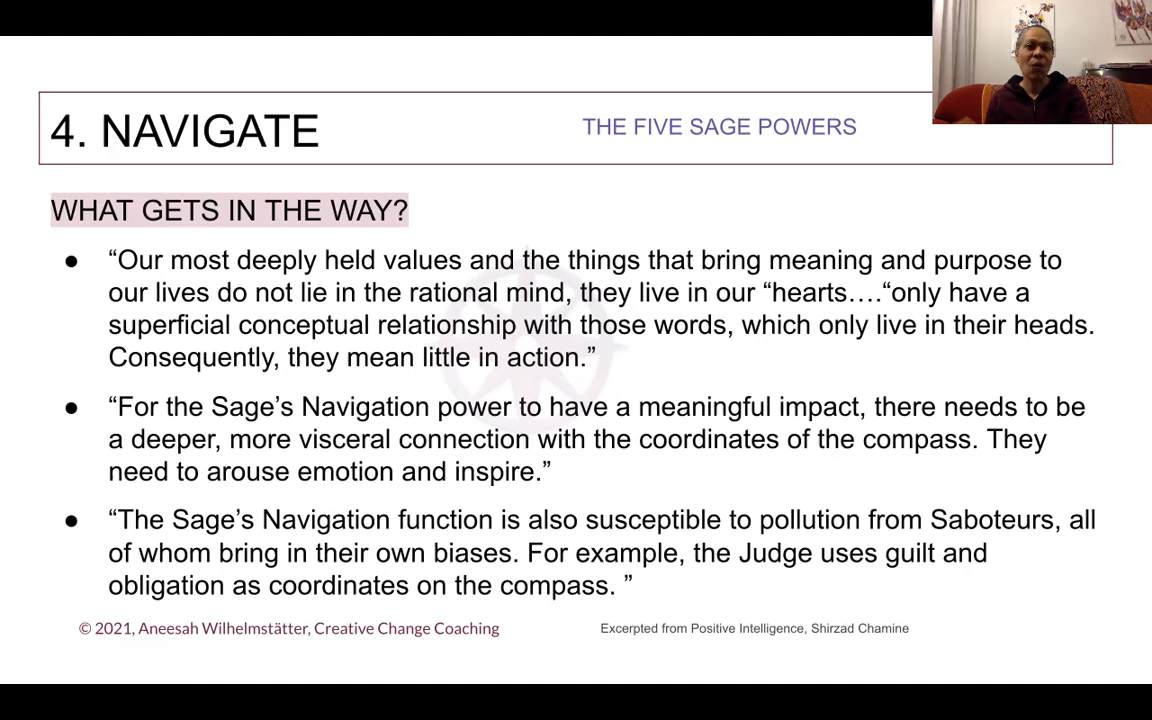 4. NAVIGATE
THE FIVE SAGE POWERS
WHAT GETS IN THE WAY?
● “Our most deeply held values and the things that bring meaning and purpose to
our lives do not lie in the rational mind, they live in our “hearts….“only have a
superficial conceptual relationship with those words, which only live in their heads.
Consequently, they mean little in action.”
● “For the Sage’s Navigation power to have a meaningful impact, there needs to be
a deeper, more visceral connection with the coordinates of the compass. They
need to arouse emotion and inspire.”
● “The Sage’s Navigation function is also susceptible to pollution from Saboteurs, all
of whom bring in their own biases. For example, the Judge uses guilt and
obligation as coordinates on the compass. ”
© 2021, Aneesah Wilhelmstätter, Creative Change Coaching
Excerpted from Positive Intelligence, Shirzad Chamine